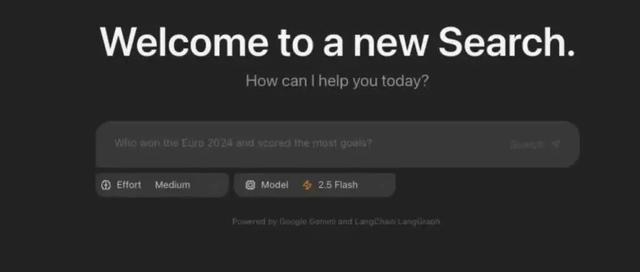 Welcome to a new Search.
How can I help you today?
Who won the Euro 2024 and scored the most goals? Search
Effort Medium Model 2.5 Flash
Powered by Google Gemini and LangChain LangGraph.